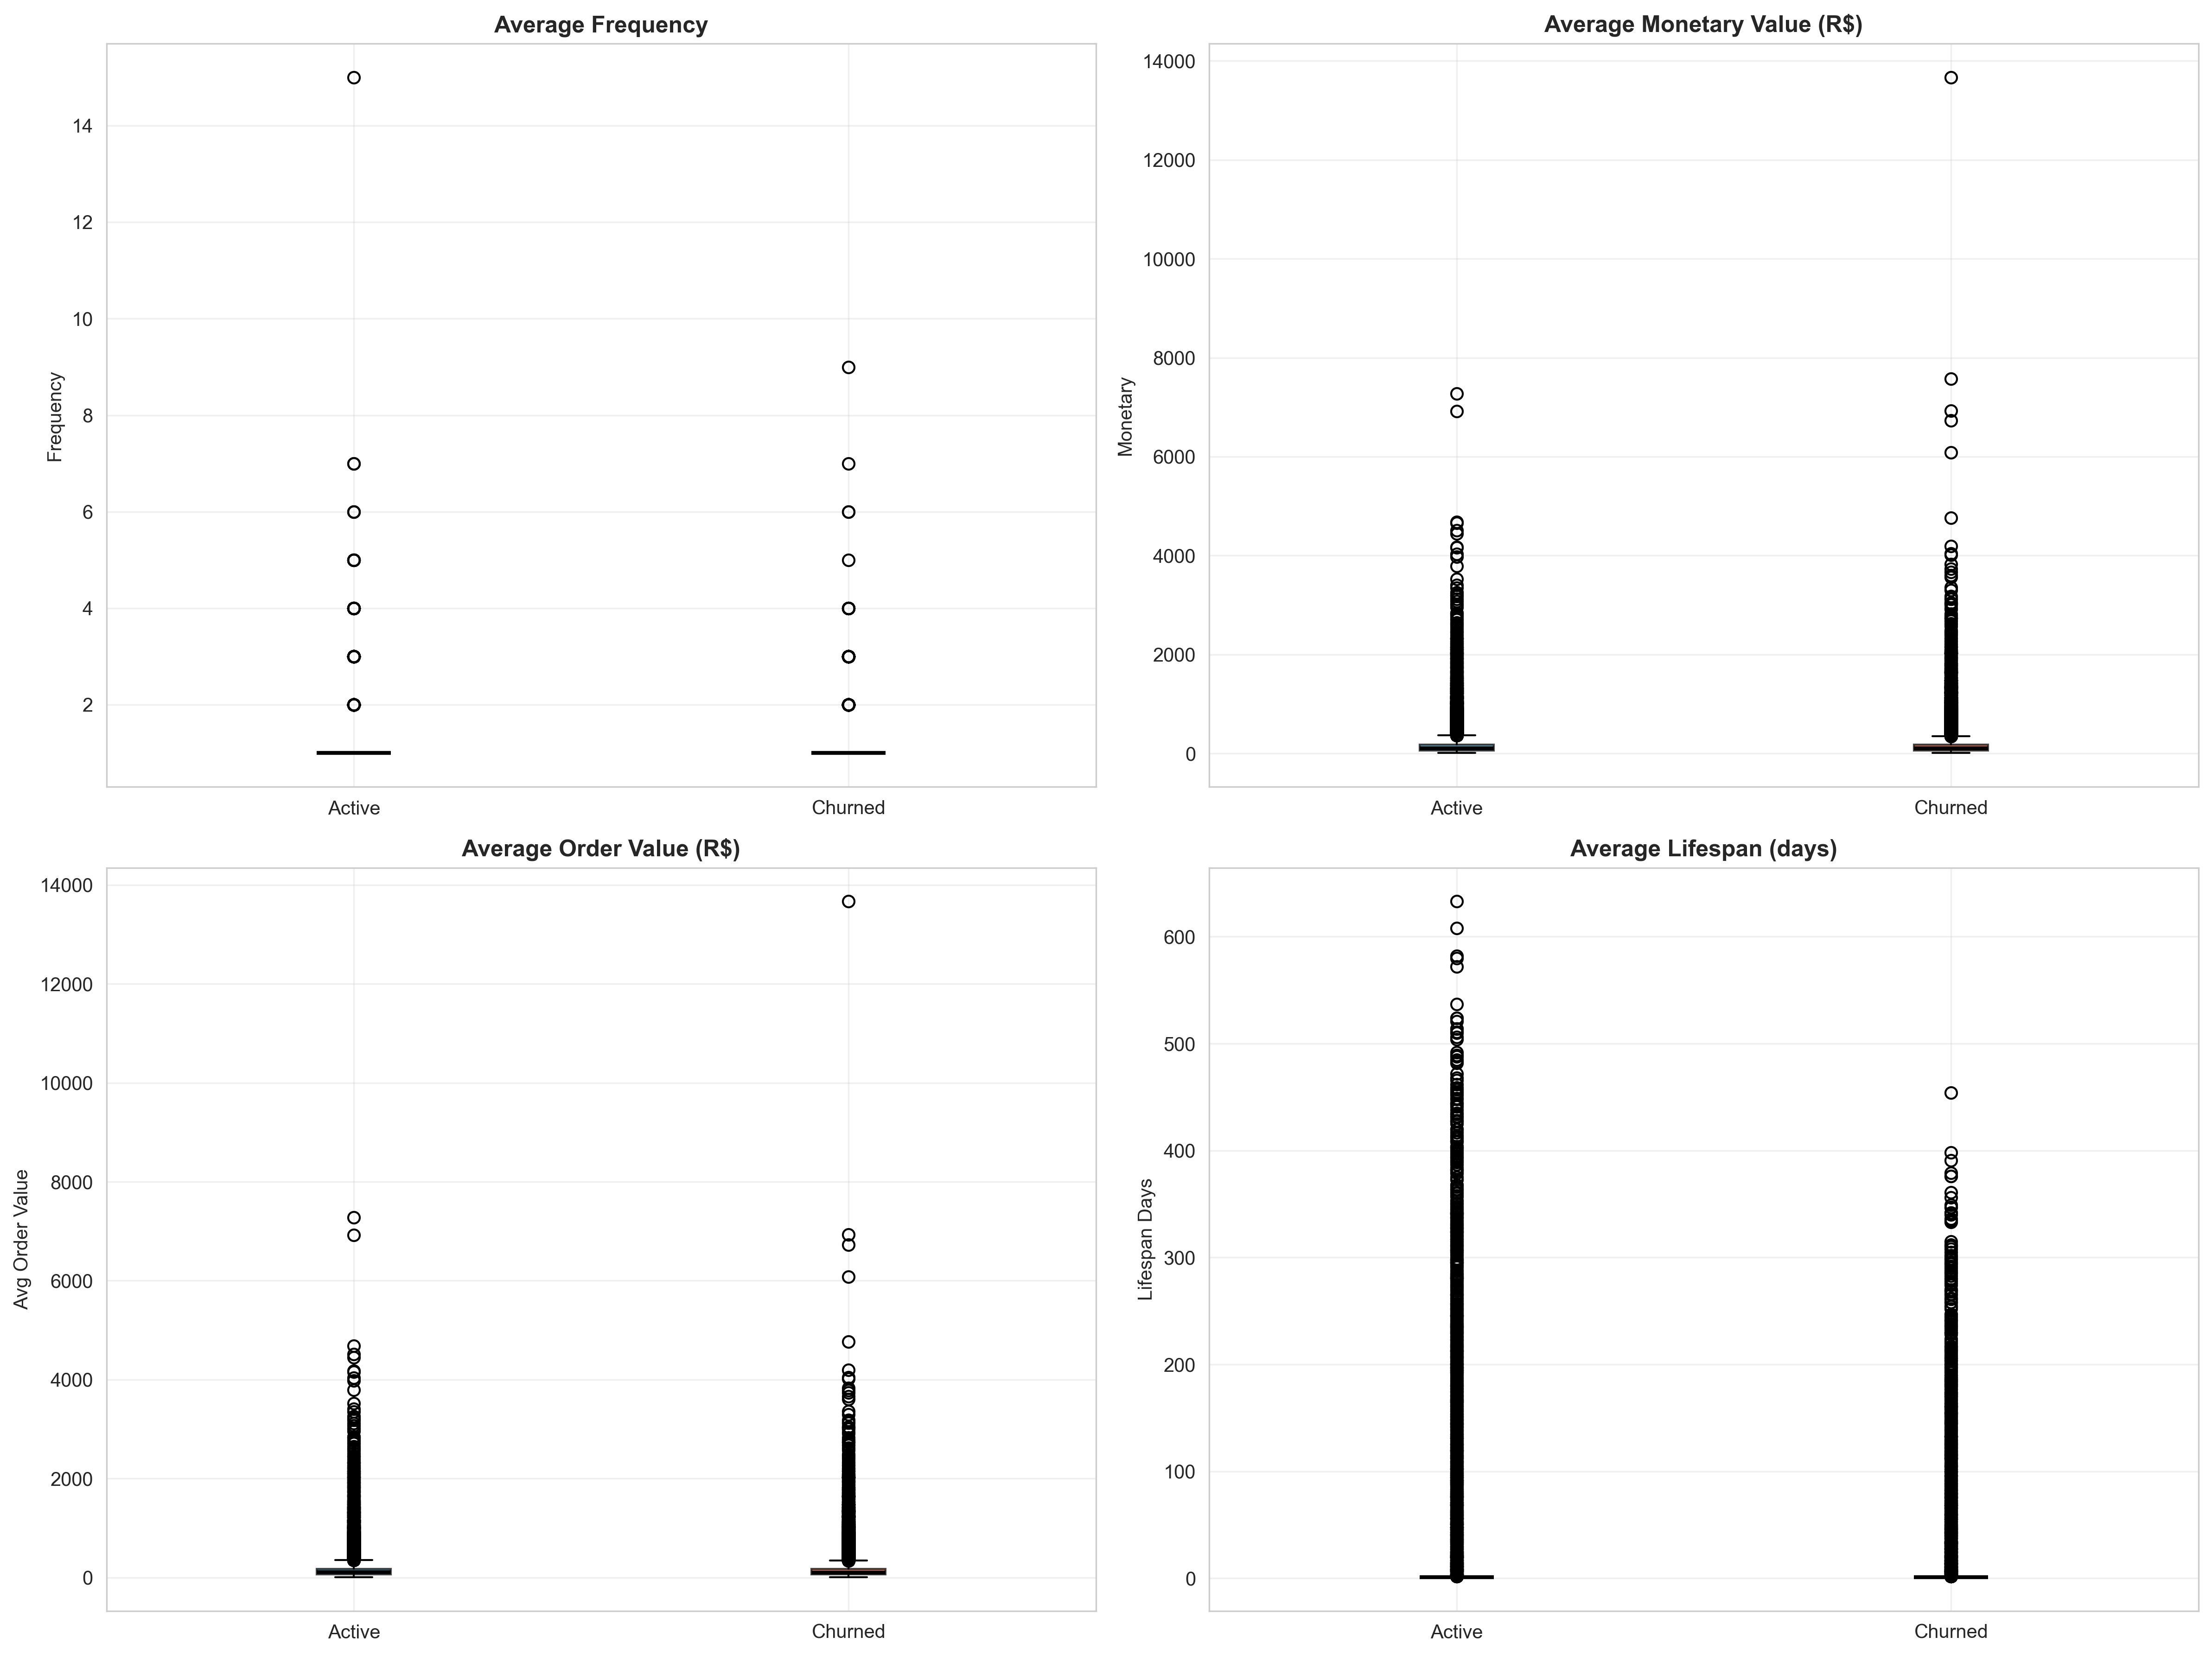 Average Frequency
Frequency
14
12
10
8
6
4
2
Active
Churned
Average Monetary Value (R$)
Monetary
14000
12000
10000
8000
6000
4000
2000
0
Active
Churned
Average Order Value (R$)
Avg Order Value
14000
12000
10000
8000
6000
4000
2000
0
Active
Churned
Average Lifespan (days)
Lifespan Days
600
500
400
300
200
100
0
Active
Churned